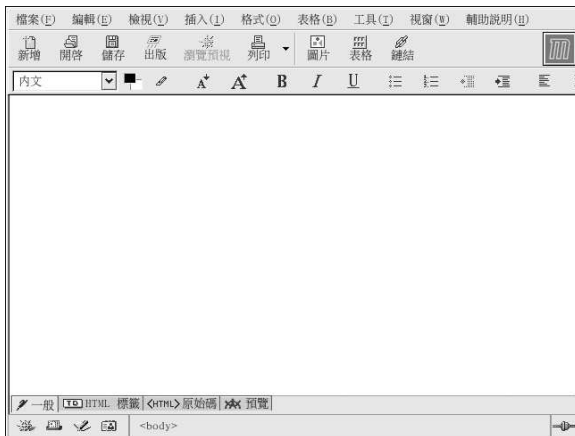 檔案(F) 編輯(E) 檢視(V) 插入(I) 格式(O) 表格(B) 工具(T) 視窗(W) 輔助說明(H)
新增 開啓 儲存 出版 瀏覽預視 列印 圖片 表格 鏈結
内文 A A B I U
一般 TD HTML 標籤 <HTML> 原始碼 預覽
<body>